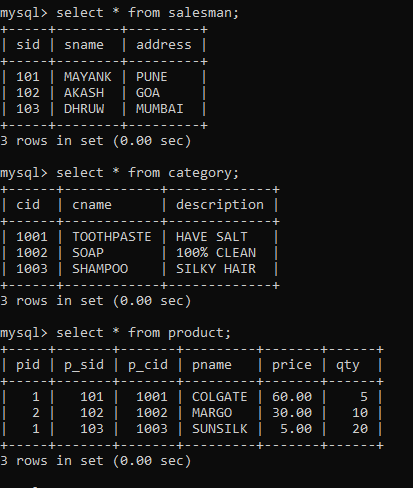 mysql> select * from salesman;
+-----+--------+---------+
| sid | sname  | address |
+-----+--------+---------+
| 101 | MAYANK | PUNE    |
| 102 | AKASH  | GOA     |
| 103 | DHRUW  | MUMBAI  |
+-----+--------+---------+
3 rows in set (0.00 sec)

mysql> select * from category;
+------+------------+-------------+
| cid  | cname      | description |
+------+------------+-------------+
| 1001 | TOOTHPASTE | HAVE SALT   |
| 1002 | SOAP       | 100% CLEAN  |
| 1003 | SHAMPOO    | SILKY HAIR  |
+------+------------+-------------+
3 rows in set (0.00 sec)

mysql> select * from product;
+-----+-------+-------+---------+-------+------+
| pid | p_sid | p_cid | pname   | price | qty  |
+-----+-------+-------+---------+-------+------+
|   1 |   101 |  1001 | COLGATE | 60.00 |    5 |
|   2 |   102 |  1002 | MARGO   | 30.00 |   10 |
|   1 |   103 |  1003 | SUNSILK |  5.00 |   20 |
+-----+-------+-------+---------+-------+------+
3 rows in set (0.00 sec)